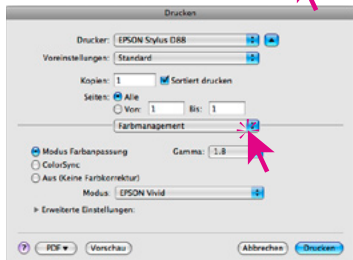 Drucken
Drucker: EPSON Stylus D88
Voreinstellungen: Standard
Kopien: 1 Sortiert drucken
Seiten: Alle
Von: 1 Bis: 1
Farbmanagement
Modus Farbanpassung Gamma: 1.8
ColorSync
Aus (Keine Farbkorrektur)
Modus: EPSON Vivid
Erweiterte Einstellungen:
? PDF Vorschau Abbrechen Drucken